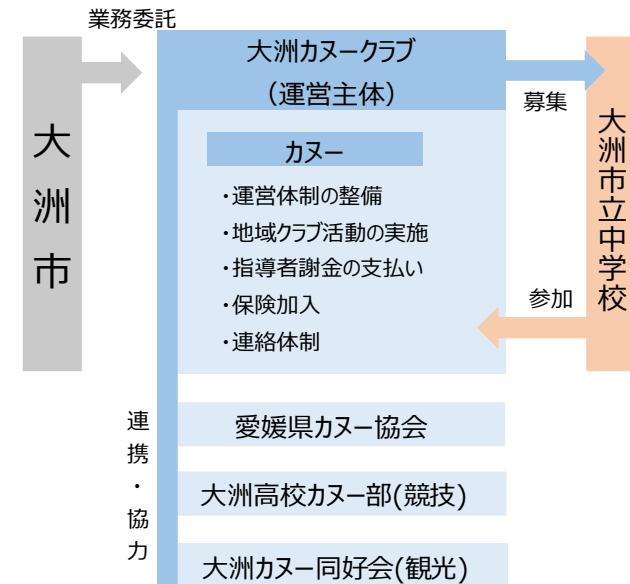 業務委託
大洲市
大洲カヌークラブ
（運営主体）
募集
大洲市立中学校
カヌー
・運営体制の整備
・地域クラブ活動の実施
・指導者謝金の支払い
・保険加入
・連絡体制
参加
連携・協力
愛媛県カヌー協会
大洲高校カヌー部(競技)
大洲カヌー同好会(観光)